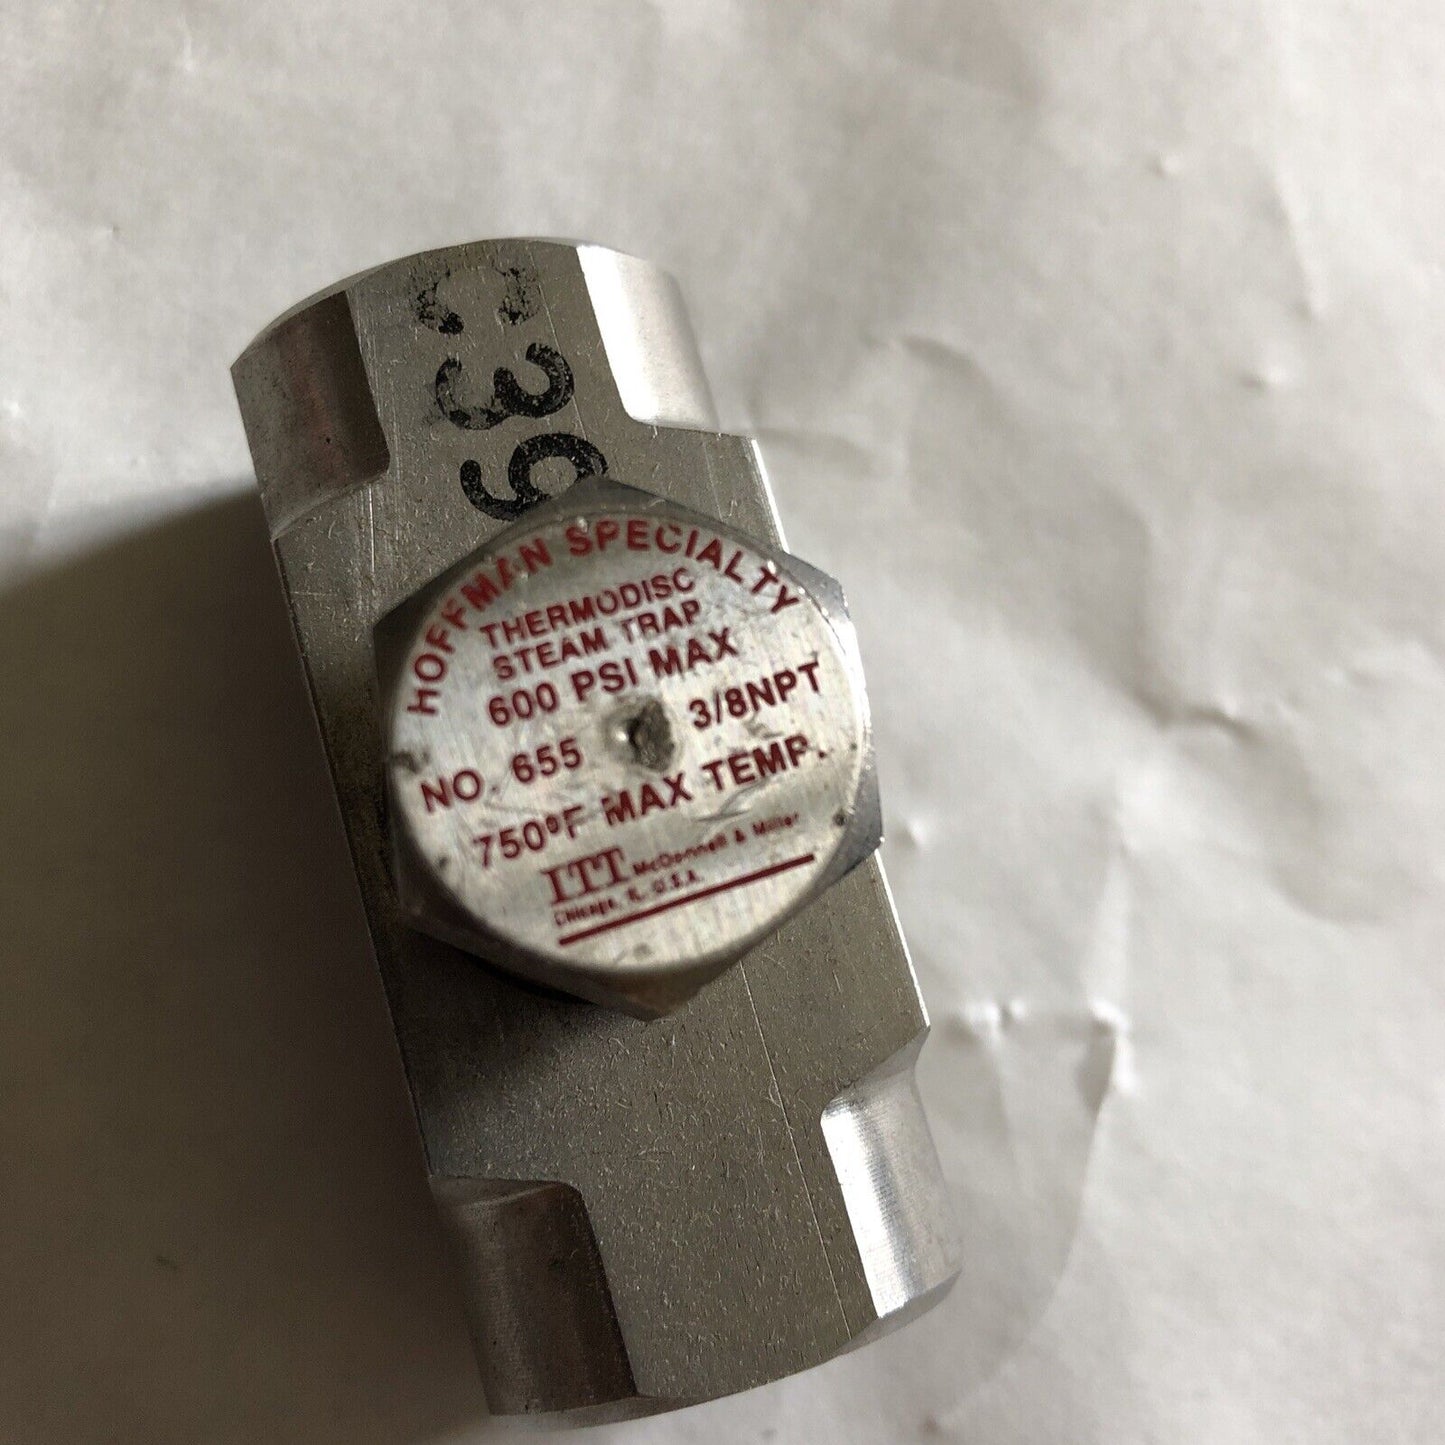 C39
HOFFMAN SPECIALTY
THERMODISC
STEAM TRAP
600 PSI MAX
NO. 655 3/8NPT
750°F MAX TEMP.
ITT McDonnell & Miller
Chicago, IL. U.S.A.